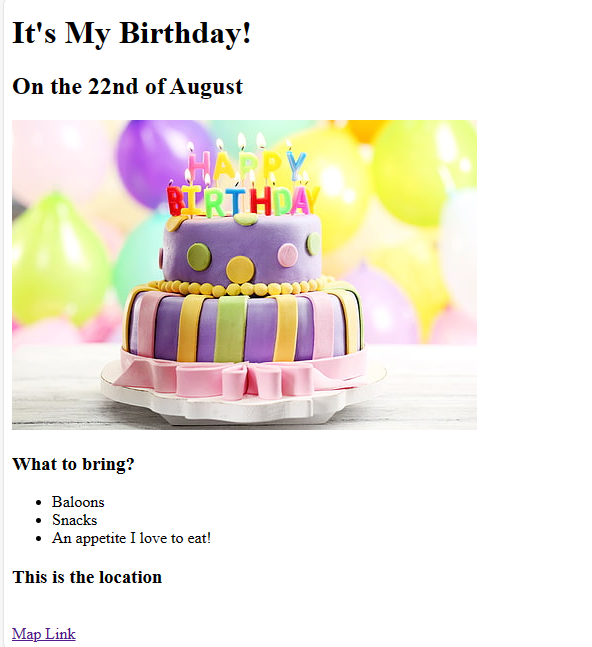 It's My Birthday!
On the 22nd of August
HAPPY
BIRTHDAY
What to bring?
Baloons
Snacks
An appetite I love to eat!
This is the location
Map Link